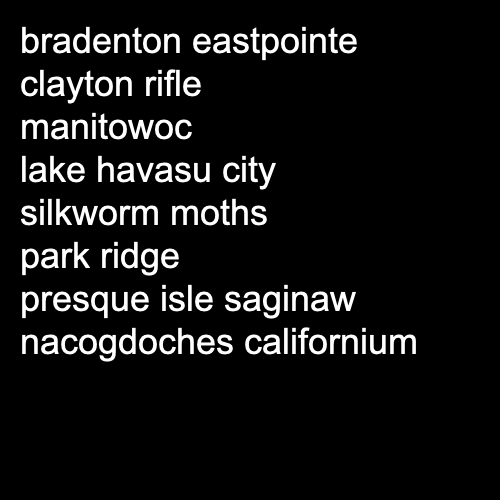 bradenton eastpointe
clayton rifle
manitowoc
lake havasu city
silkworm moths
park ridge
presque isle saginaw
nacogdoches californium